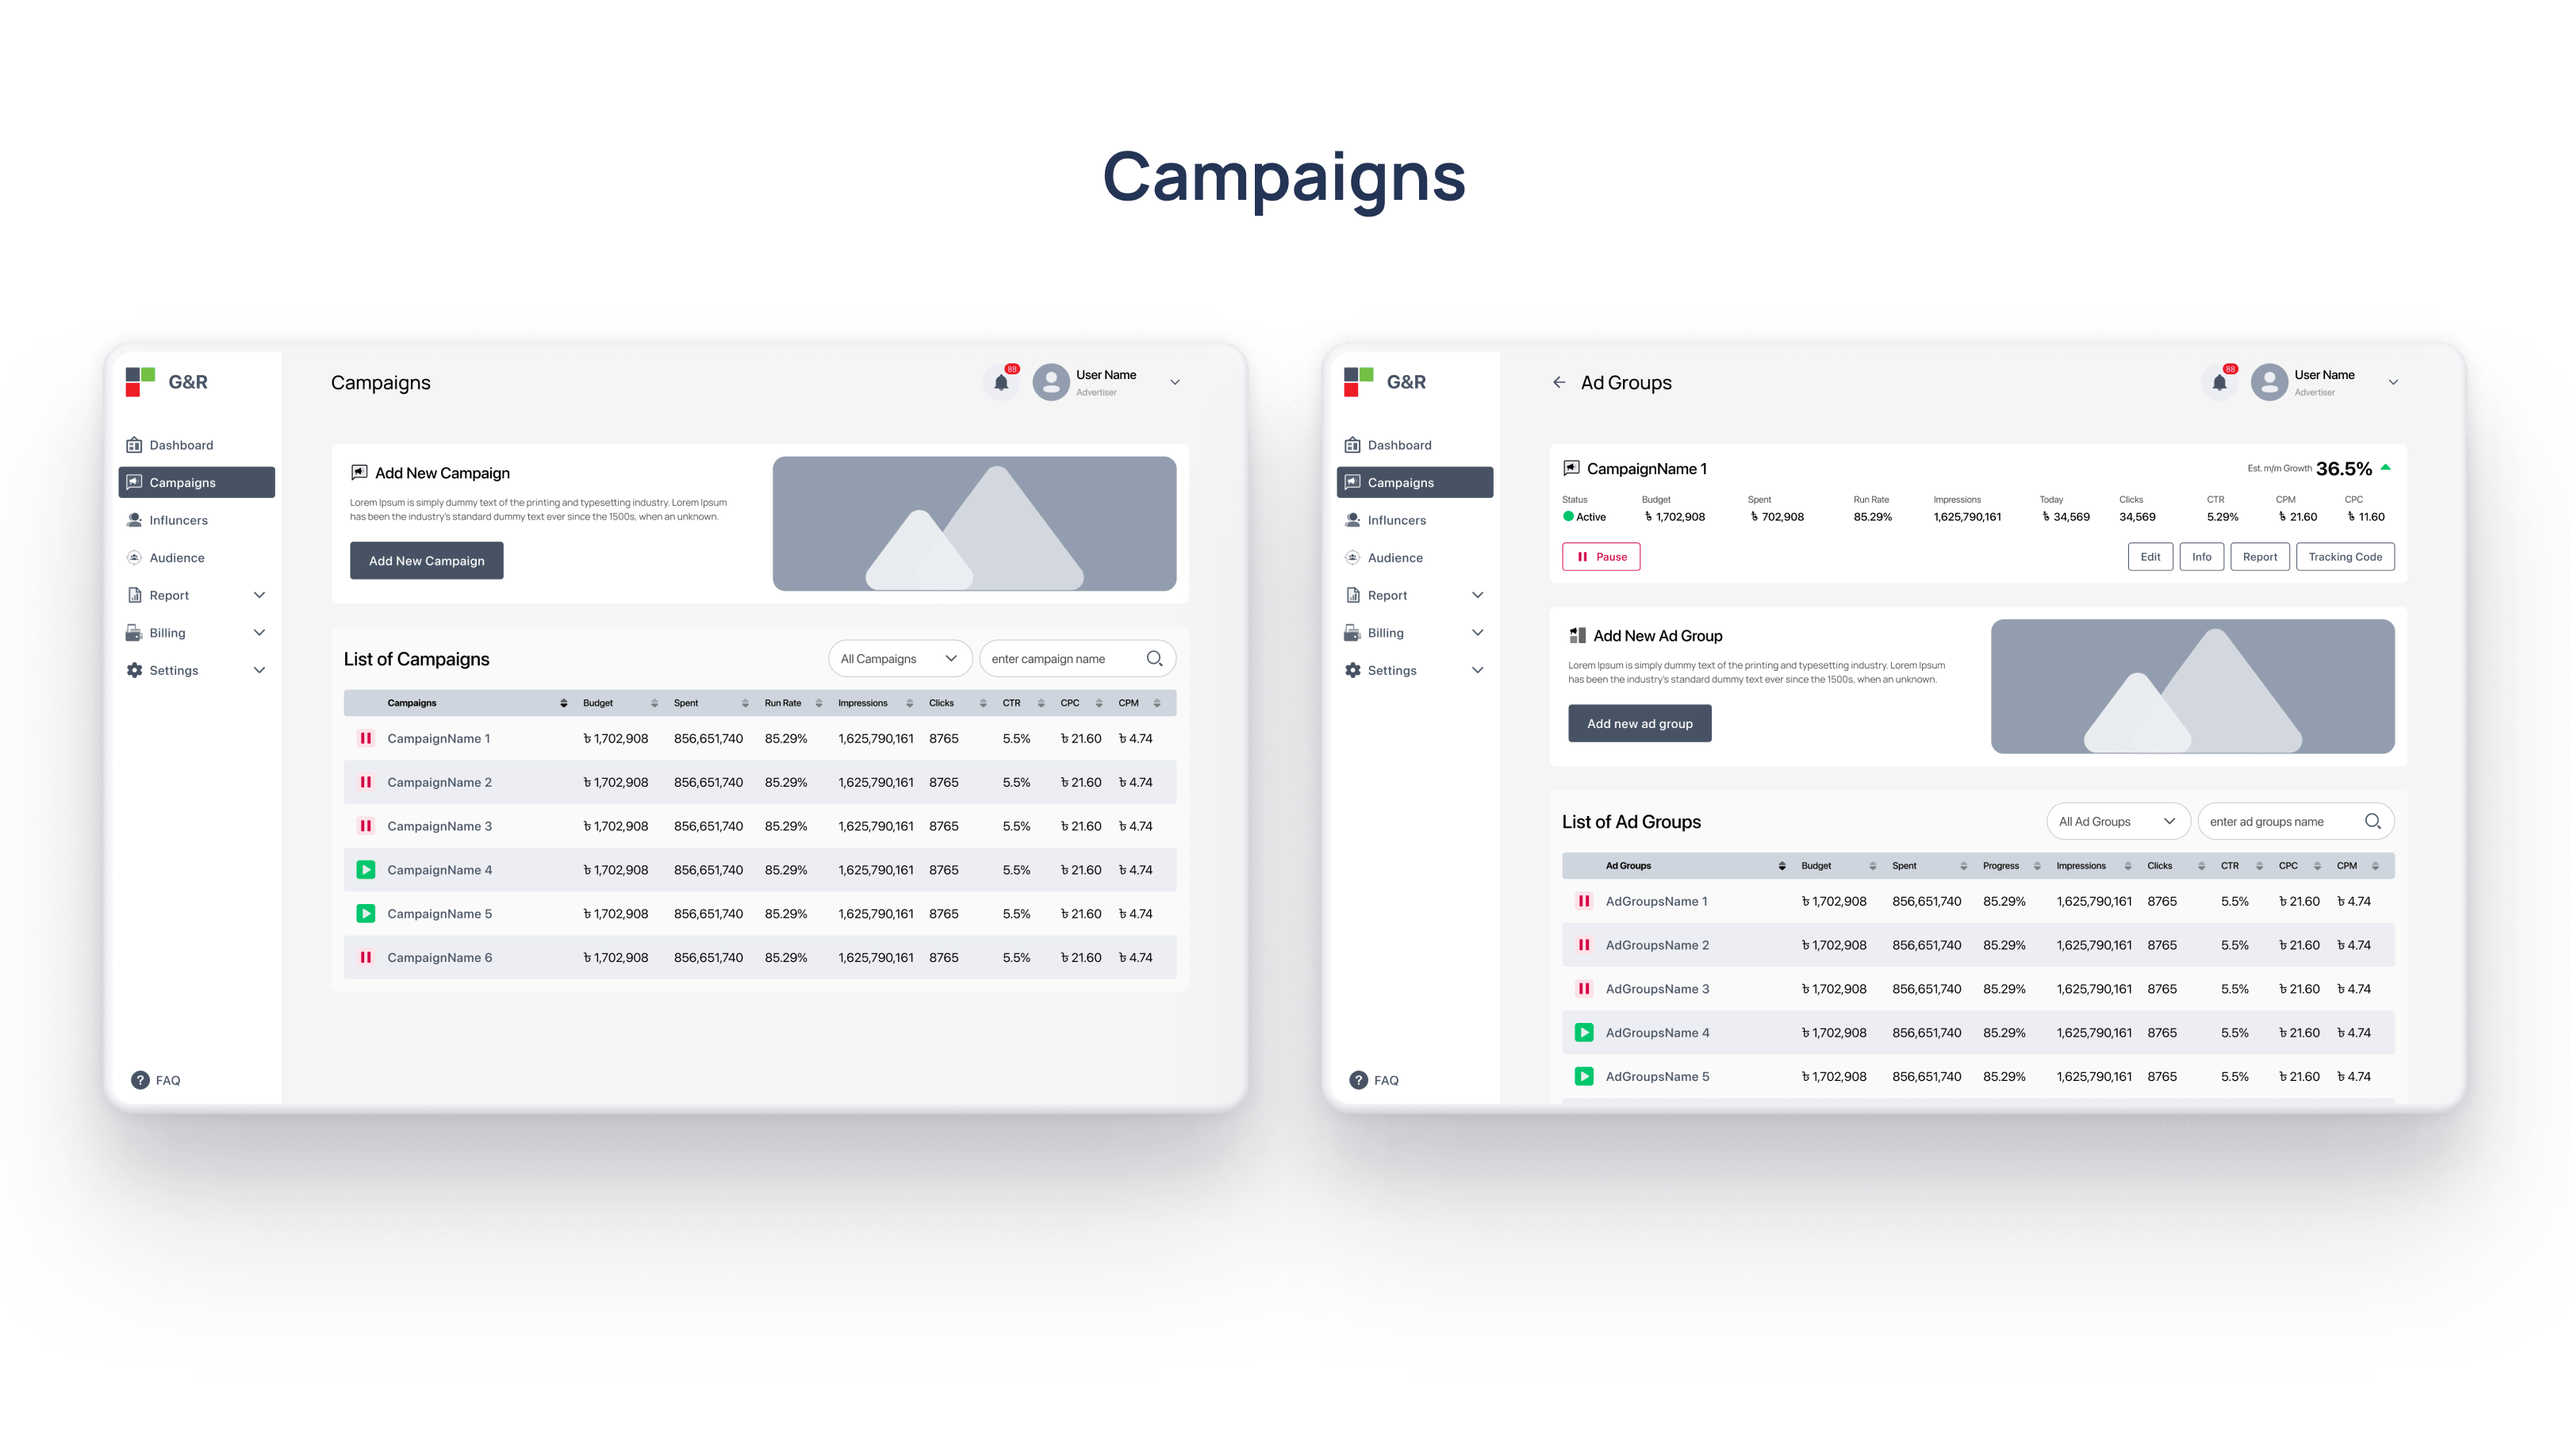 Campaigns
G&R
Dashboard
Campaigns
Influncers
Audience
Report
Billing
Settings
? FAQ
Campaigns
88
User Name
Advertiser
Add New Campaign
Lorem Ipsum is simply dummy text of the printing and typesetting industry. Lorem Ipsum
has been the industry's standard dummy text ever since the 1500s, when an unknown.
Add New Campaign
List of Campaigns
All Campaigns
enter campaign name
Campaigns Budget Spent Run Rate Impressions Clicks CTR CPC CPM
CampaignName 1 ৳ 1,702,908 856,651,740 85.29% 1,625,790,161 8765 5.5% ৳ 21.60 ৳ 4.74
CampaignName 2 ৳ 1,702,908 856,651,740 85.29% 1,625,790,161 8765 5.5% ৳ 21.60 ৳ 4.74
CampaignName 3 ৳ 1,702,908 856,651,740 85.29% 1,625,790,161 8765 5.5% ৳ 21.60 ৳ 4.74
CampaignName 4 ৳ 1,702,908 856,651,740 85.29% 1,625,790,161 8765 5.5% ৳ 21.60 ৳ 4.74
CampaignName 5 ৳ 1,702,908 856,651,740 85.29% 1,625,790,161 8765 5.5% ৳ 21.60 ৳ 4.74
CampaignName 6 ৳ 1,702,908 856,651,740 85.29% 1,625,790,161 8765 5.5% ৳ 21.60 ৳ 4.74
G&R
Dashboard
Campaigns
Influncers
Audience
Report
Billing
Settings
? FAQ
Ad Groups
88
User Name
Advertiser
CampaignName 1
Est. m/m Growth 36.5%
Status Budget Spent Run Rate Impressions Today Clicks CTR CPM CPC
Active ৳ 1,702,908 ৳ 702,908 85.29% 1,625,790,161 ৳ 34,569 34,569 5.29% ৳ 21.60 ৳ 11.60
Pause
Edit
Info
Report
Tracking Code
Add New Ad Group
Lorem Ipsum is simply dummy text of the printing and typesetting industry. Lorem Ipsum
has been the industry's standard dummy text ever since the 1500s, when an unknown.
Add new ad group
List of Ad Groups
All Ad Groups
enter ad groups name
Ad Groups Budget Spent Progress Impressions Clicks CTR CPC CPM
AdGroupsName 1 ৳ 1,702,908 856,651,740 85.29% 1,625,790,161 8765 5.5% ৳ 21.60 ৳ 4.74
AdGroupsName 2 ৳ 1,702,908 856,651,740 85.29% 1,625,790,161 8765 5.5% ৳ 21.60 ৳ 4.74
AdGroupsName 3 ৳ 1,702,908 856,651,740 85.29% 1,625,790,161 8765 5.5% ৳ 21.60 ৳ 4.74
AdGroupsName 4 ৳ 1,702,908 856,651,740 85.29% 1,625,790,161 8765 5.5% ৳ 21.60 ৳ 4.74
AdGroupsName 5 ৳ 1,702,908 856,651,740 85.29% 1,625,790,161 8765 5.5% ৳ 21.60 ৳ 4.74